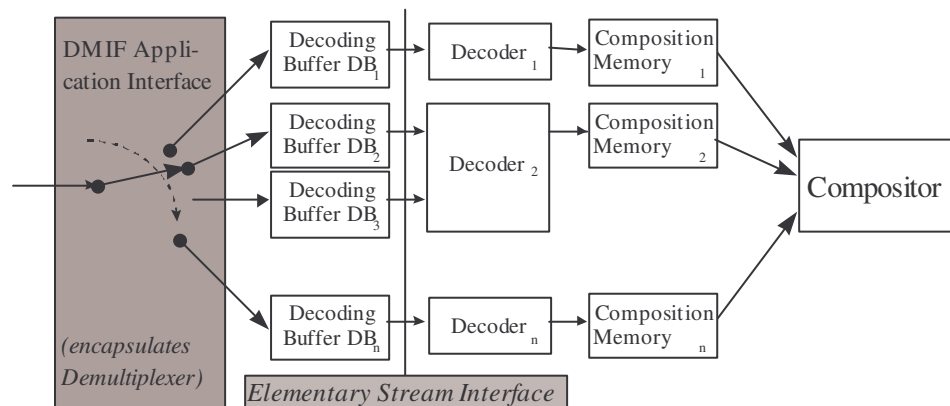 DMIF Appli-
cation Interface
(encapsulates
Demultiplexer)
Decoding
Buffer DB1
Decoder 1
Composition
Memory 1
Decoding
Buffer DB2
Decoder 2
Composition
Memory 2
Decoding
Buffer DB3
Compositor
Decoding
Buffer DBn
Decoder n
Composition
Memory n
Elementary Stream Interface